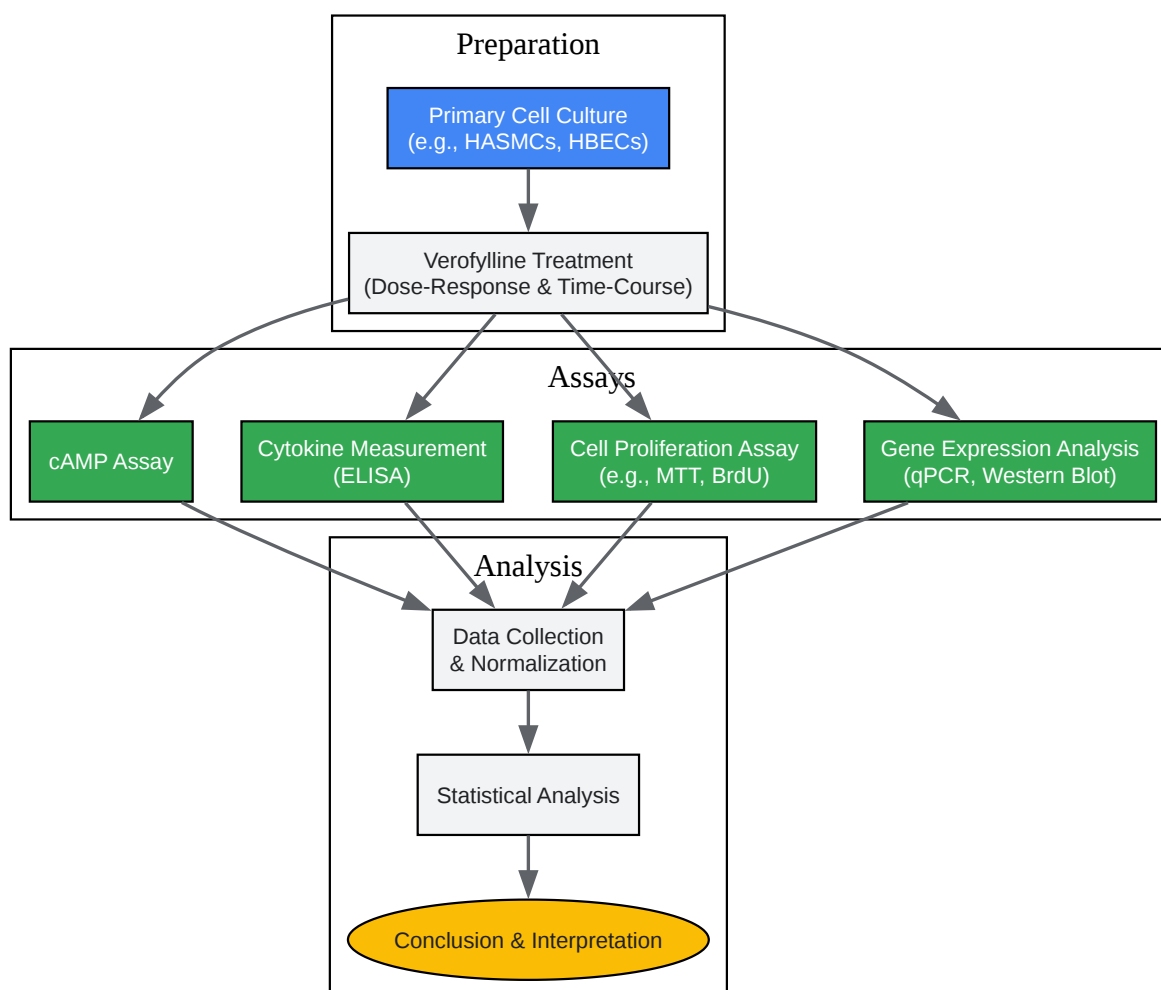 Preparation
Primary Cell Culture
(e.g., HASMCs, HBECs)
Verofylline Treatment
(Dose-Response & Time-Course)
Assays
cAMP Assay
Cytokine Measurement
(ELISA)
Cell Proliferation Assay
(e.g., MTT, BrdU)
Gene Expression Analysis
(qPCR, Western Blot)
Analysis
Data Collection
& Normalization
Statistical Analysis
Conclusion & Interpretation